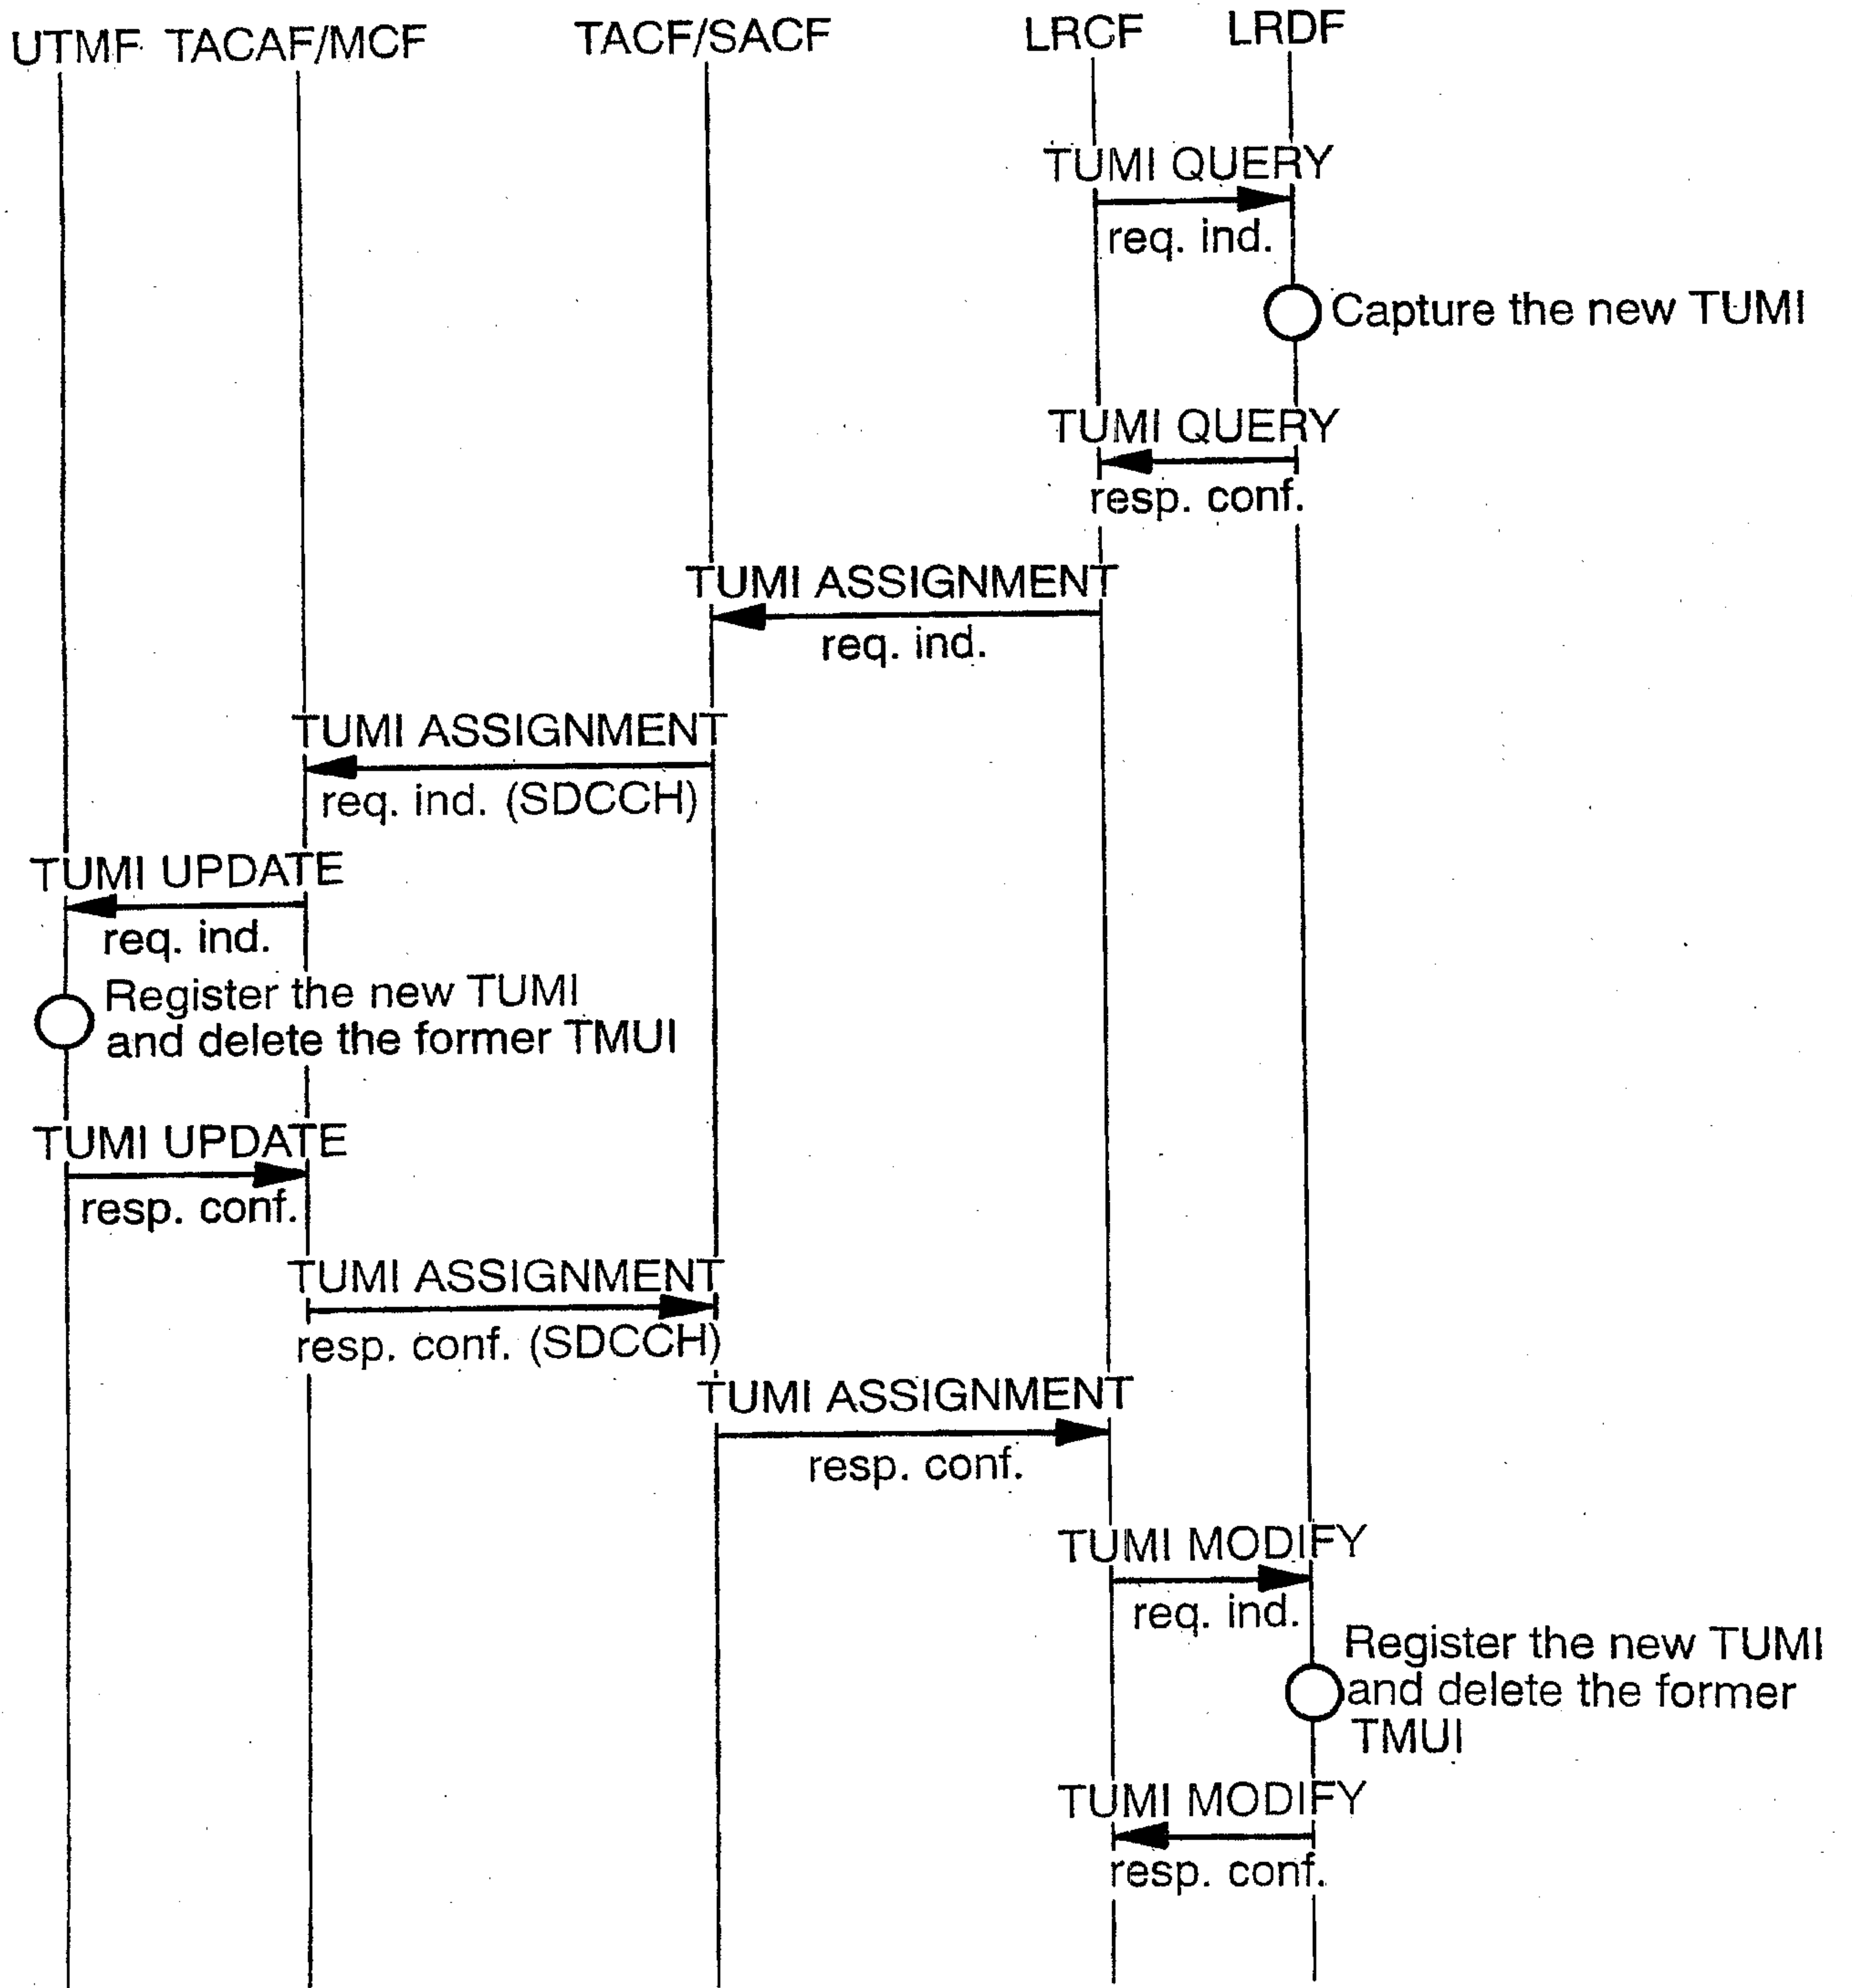 UTMF TACAF/MCF TACF/SACF LRCF LRDF
TUMI QUERY
req. ind.
Capture the new TUMI
TUMI QUERY
resp. conf.
TUMI ASSIGNMENT
req. ind.
TUMI ASSIGNMENT
req. ind. (SDCCH)
TUMI UPDATE
req. ind.
Register the new TUMI
and delete the former TMUI
TUMI UPDATE
resp. conf.
TUMI ASSIGNMENT
resp. conf. (SDCCH)
TUMI ASSIGNMENT
resp. conf.
TUMI MODIFY
req. ind.
Register the new TUMI
and delete the former
TMUI
TUMI MODIFY
resp. conf.